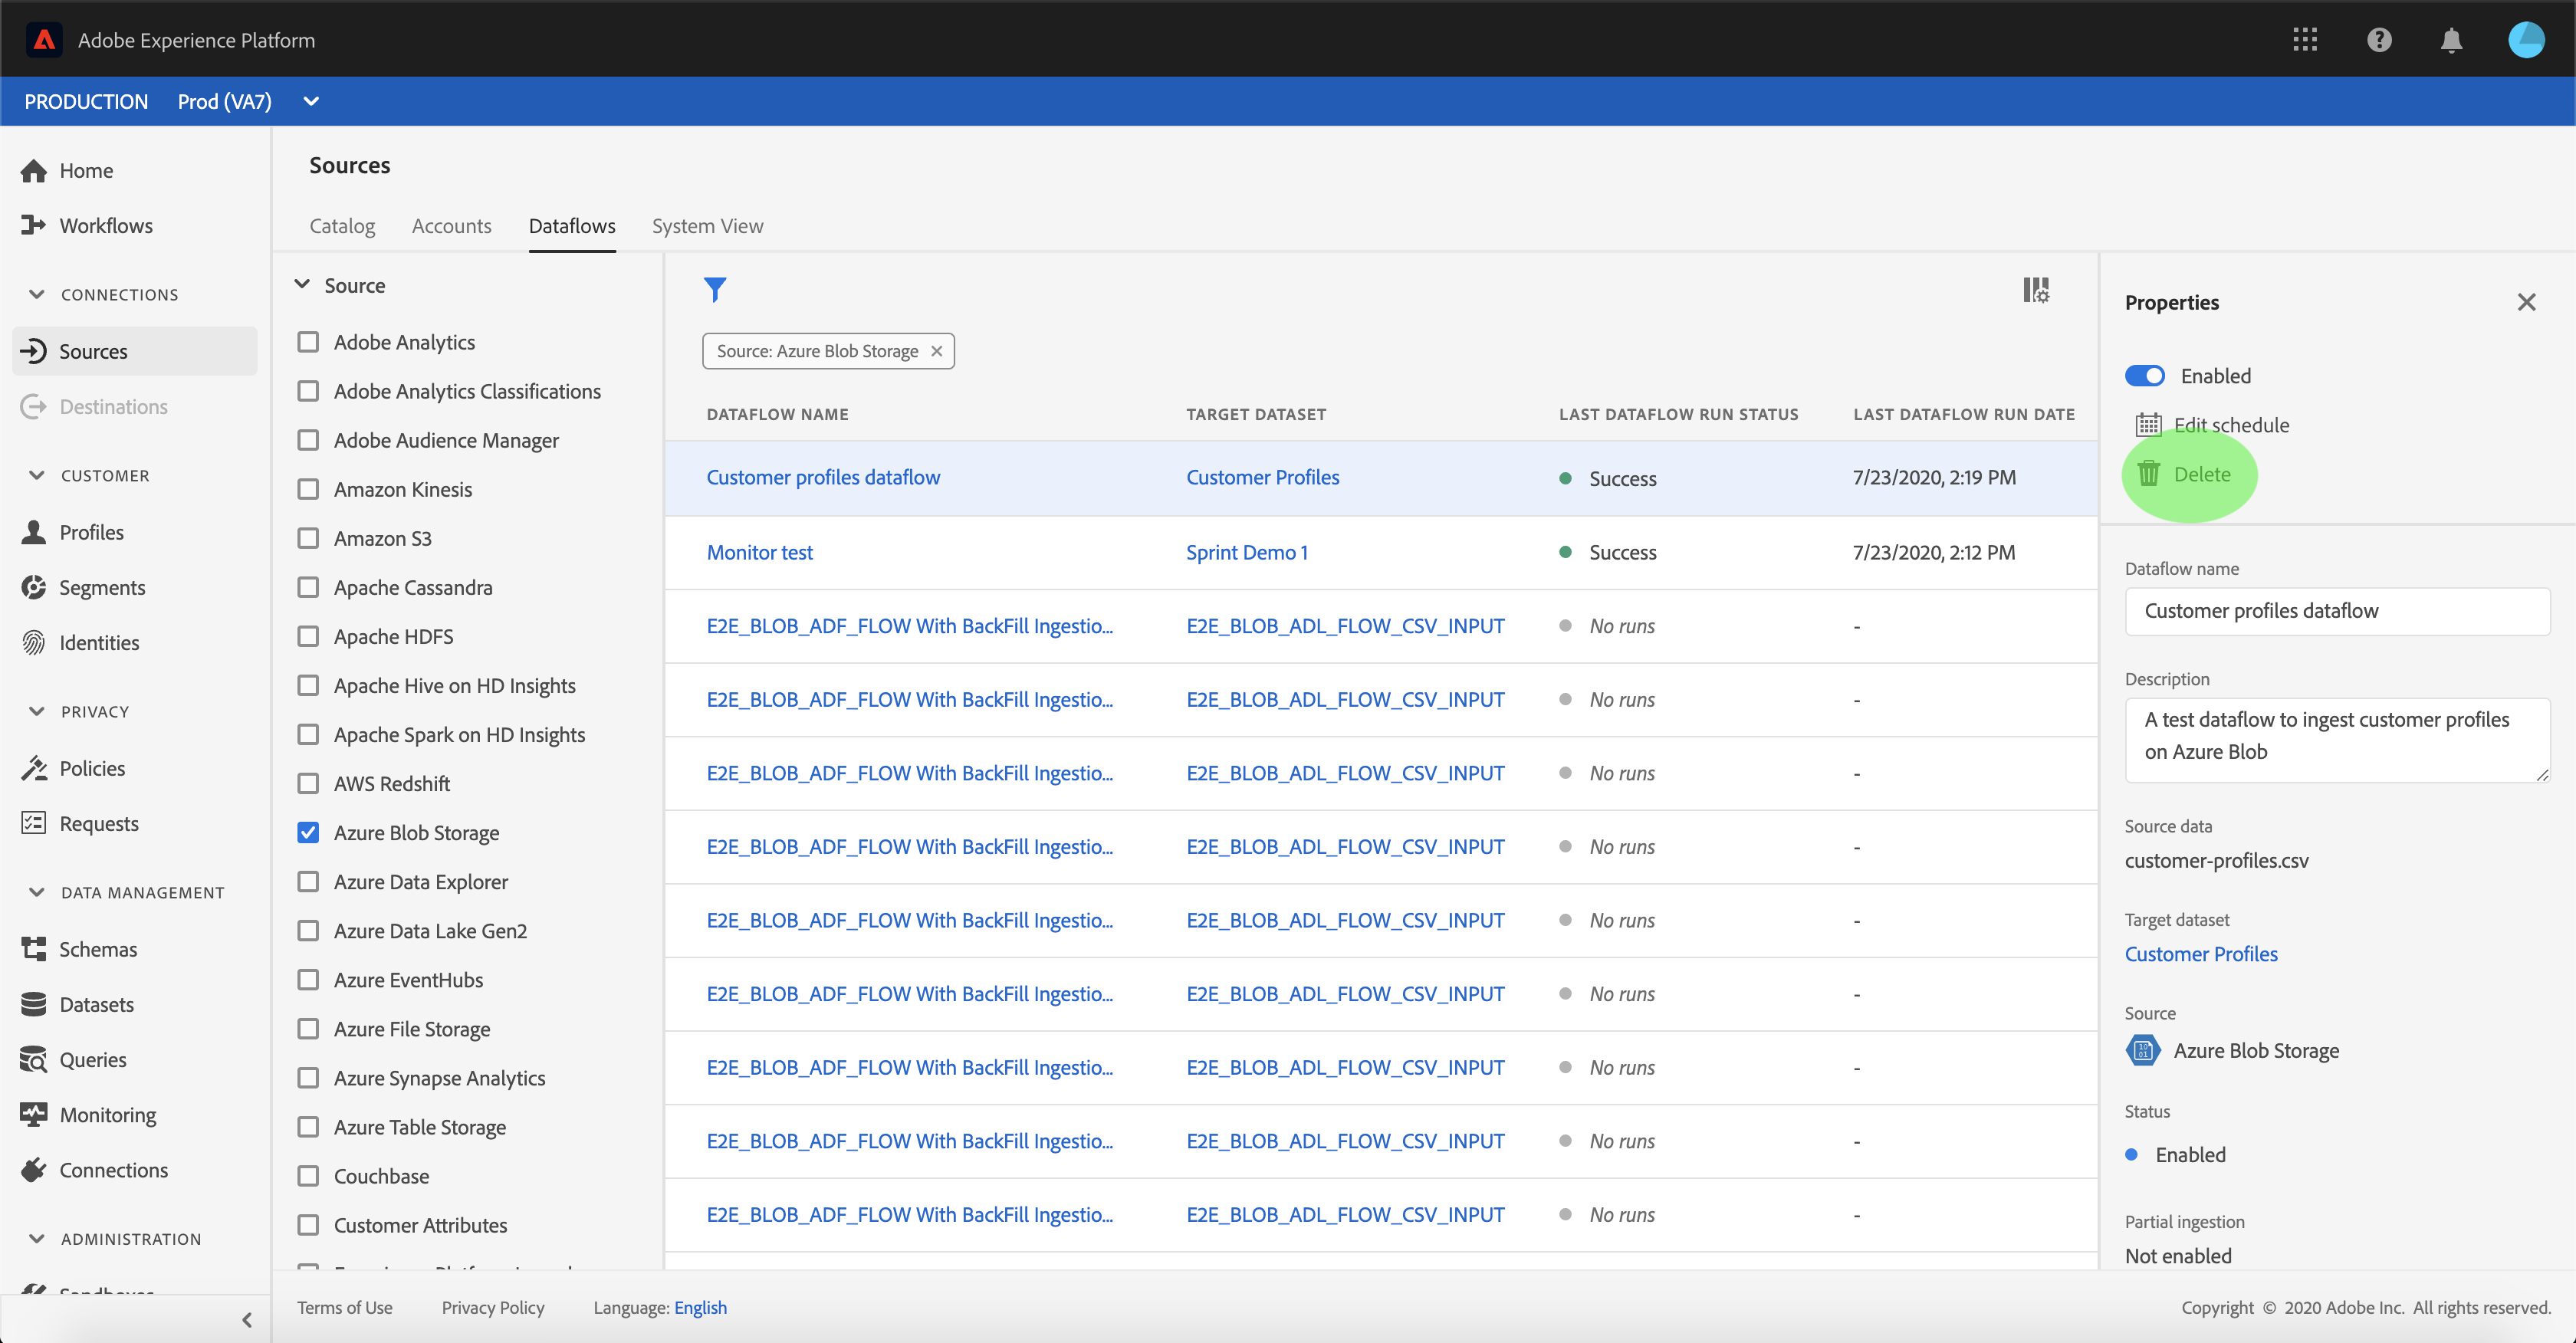 Adobe Experience Platform
PRODUCTION Prod (VA7)
Home
Workflows
CONNECTIONS
Sources
Destinations
CUSTOMER
Profiles
Segments
Identities
PRIVACY
Policies
Requests
DATA MANAGEMENT
Schemas
Datasets
Queries
Monitoring
Connections
ADMINISTRATION
Sources
Catalog Accounts Dataflows System View
Source
Adobe Analytics
Adobe Analytics Classifications
Adobe Audience Manager
Amazon Kinesis
Amazon S3
Apache Cassandra
Apache HDFS
Apache Hive on HD Insights
Apache Spark on HD Insights
AWS Redshift
Azure Blob Storage
Azure Data Explorer
Azure Data Lake Gen2
Azure EventHubs
Azure File Storage
Azure Synapse Analytics
Azure Table Storage
Couchbase
Customer Attributes
Source: Azure Blob Storage
DATAFLOW NAME TARGET DATASET LAST DATAFLOW RUN STATUS LAST DATAFLOW RUN DATE
Customer profiles dataflow Customer Profiles Success 7/23/2020, 2:19 PM
Monitor test Sprint Demo 1 Success 7/23/2020, 2:12 PM
E2E_BLOB_ADF_FLOW With BackFill Ingestio... E2E_BLOB_ADL_FLOW_CSV_INPUT No runs -
E2E_BLOB_ADF_FLOW With BackFill Ingestio... E2E_BLOB_ADL_FLOW_CSV_INPUT No runs -
E2E_BLOB_ADF_FLOW With BackFill Ingestio... E2E_BLOB_ADL_FLOW_CSV_INPUT No runs -
E2E_BLOB_ADF_FLOW With BackFill Ingestio... E2E_BLOB_ADL_FLOW_CSV_INPUT No runs -
E2E_BLOB_ADF_FLOW With BackFill Ingestio... E2E_BLOB_ADL_FLOW_CSV_INPUT No runs -
E2E_BLOB_ADF_FLOW With BackFill Ingestio... E2E_BLOB_ADL_FLOW_CSV_INPUT No runs -
E2E_BLOB_ADF_FLOW With BackFill Ingestio... E2E_BLOB_ADL_FLOW_CSV_INPUT No runs -
E2E_BLOB_ADF_FLOW With BackFill Ingestio... E2E_BLOB_ADL_FLOW_CSV_INPUT No runs -
E2E_BLOB_ADF_FLOW With BackFill Ingestio... E2E_BLOB_ADL_FLOW_CSV_INPUT No runs -
Properties
Enabled
Edit schedule
Delete
Dataflow name
Customer profiles dataflow
Description
A test dataflow to ingest customer profiles
on Azure Blob
Source data
customer-profiles.csv
Target dataset
Customer Profiles
Source
Azure Blob Storage
Status
Enabled
Partial ingestion
Not enabled
Terms of Use Privacy Policy Language: English Copyright © 2020 Adobe Inc. All rights reserved.